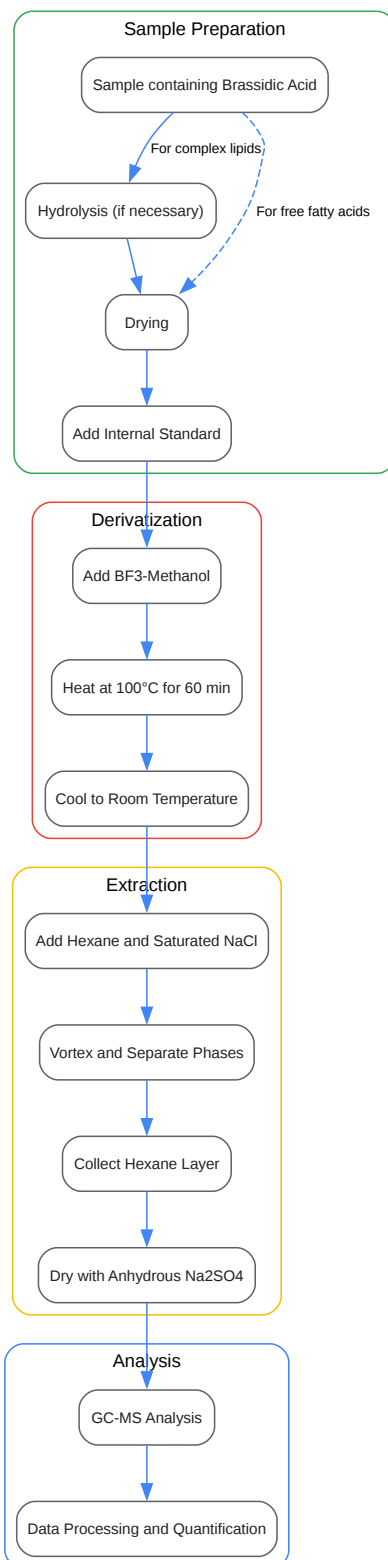 Sample Preparation
Sample containing Brassidic Acid
For complex lipids
Hydrolysis (if necessary)
For free fatty acids
Drying
Add Internal Standard
Derivatization
Add BF3-Methanol
Heat at 100°C for 60 min
Cool to Room Temperature
Extraction
Add Hexane and Saturated NaCl
Vortex and Separate Phases
Collect Hexane Layer
Dry with Anhydrous Na2SO4
Analysis
GC-MS Analysis
Data Processing and Quantification